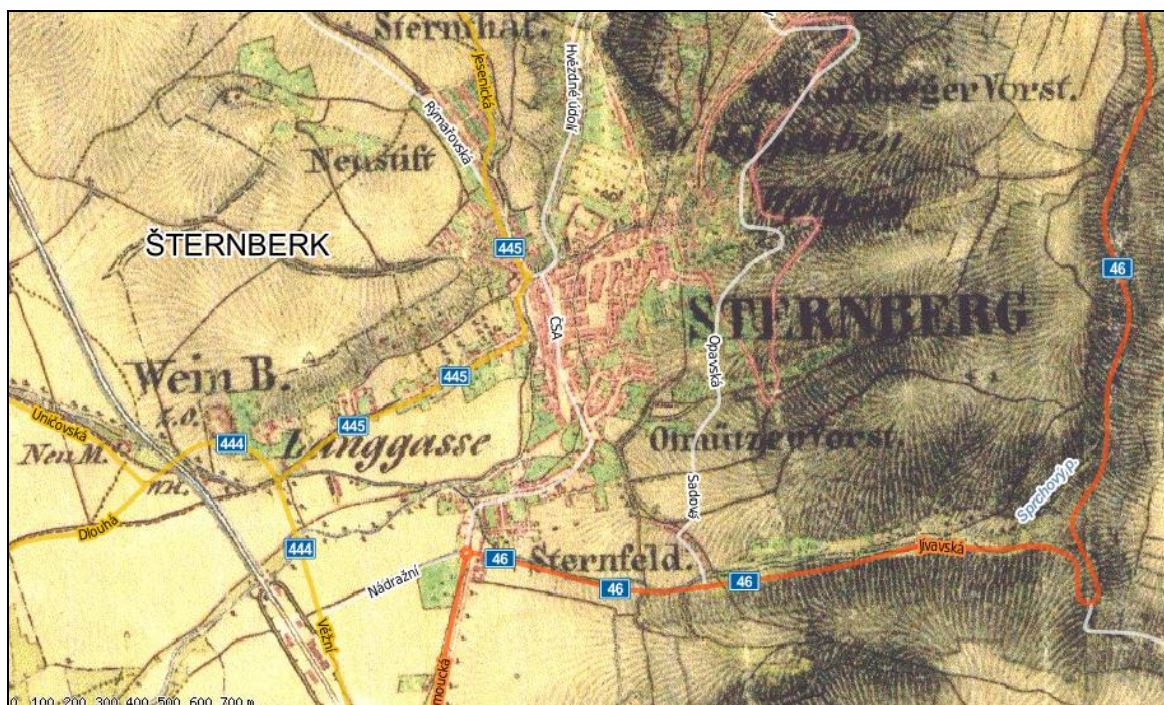 Sternhof.
Jesenická
Hvězdné údolí
Rýmařovská
Vorst.
Neustift
ŠTERNBERK
445
46
STERNBERG
ČSA
Opavská
Wein B.
Z.O.
445
445
Langgasse
Olmützer Vorst.
Uničovská
444
Neu M.
W.H.
Dlouhá
Sadová
Sprchový p.
444
46
Sternfeld.
46
46
Jívavská
Nádražní
Věžní
moucká
0 100 200 300 400 500 600 700 m